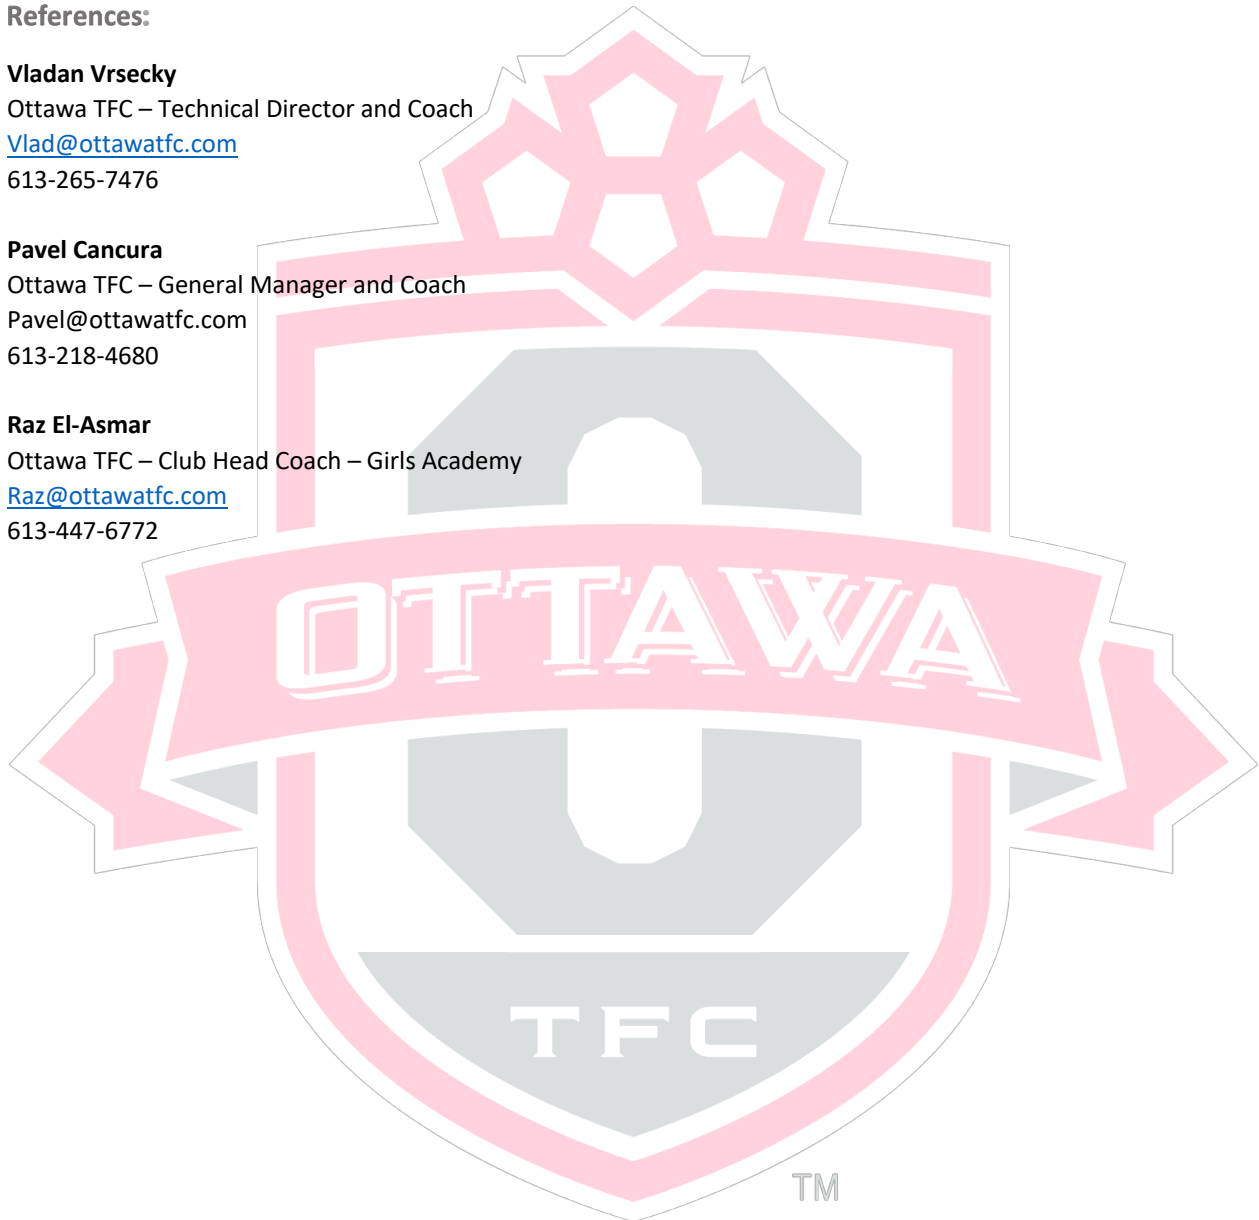 References:
Vladan Vrsecky
Ottawa TFC – Technical Director and Coach
Vlad@ottawatfc.com
613-265-7476
Pavel Cancura
Ottawa TFC – General Manager and Coach
Pavel@ottawatfc.com
613-218-4680
Raz El-Asmar
Ottawa TFC – Club Head Coach – Girls Academy
Raz@ottawatfc.com
613-447-6772
OTTAWA
TFC
TM